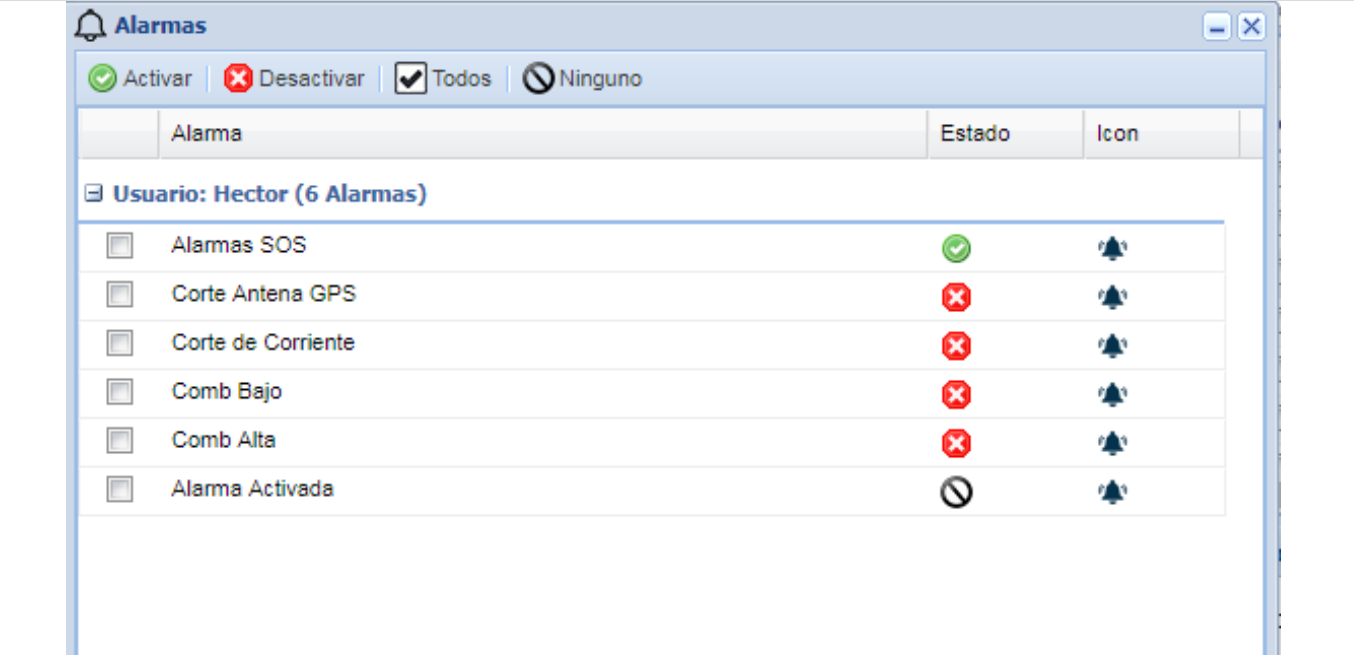 Alarmas
Activar Desactivar Todos Ninguno
Alarma Estado Icon
Usuario: Hector (6 Alarmas)
Alarmas SOS
Corte Antena GPS
Corte de Corriente
Comb Bajo
Comb Alta
Alarma Activada